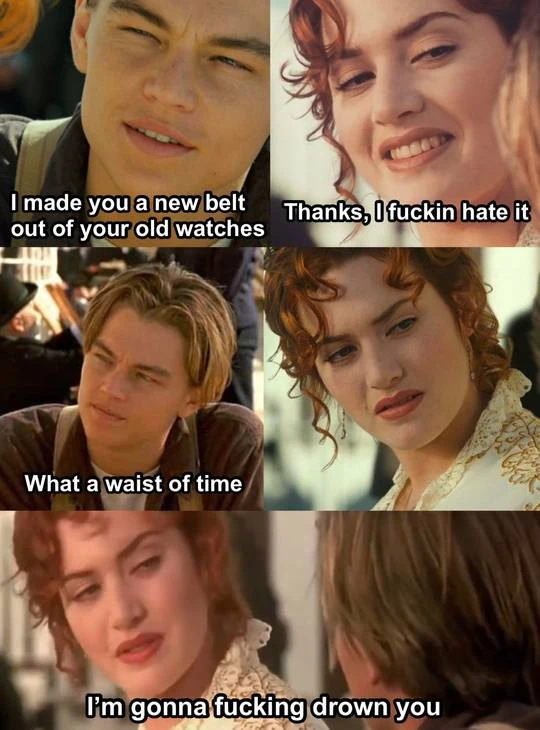 I made you a new belt
out of your old watches
Thanks, I fuckin hate it
What a waist of time
I'm gonna fucking drown you